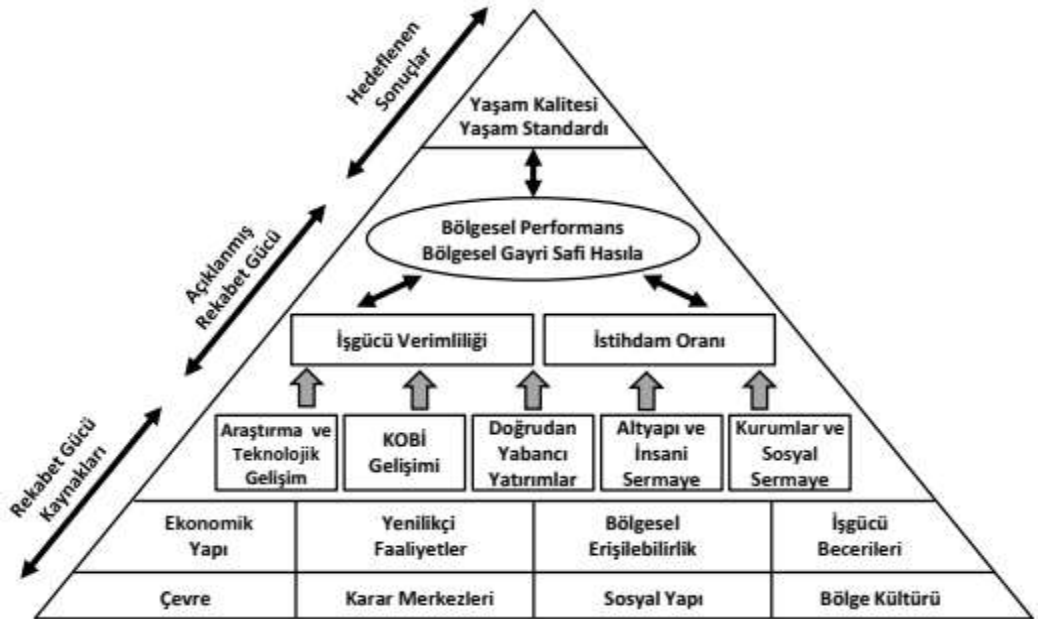 Hedeflenen
Sonuçlar
Yaşam Kalitesi
Yaşam Standardı
Açıklanmış
Rekabet Gücü
Bölgesel Performans
Bölgesel Gayri Safi Hasıla
İşgücü Verimliliği
İstihdam Oranı
Rekabet Gücü
Kaynakları
Araştırma ve
Teknolojik
Gelişim
KOBİ
Gelişimi
Doğrudan
Yabancı
Yatırımlar
Altyapı ve
İnsani
Sermaye
Kurumlar ve
Sosyal
Sermaye
Ekonomik
Yapı
Yenilikçi
Faaliyetler
Bölgesel
Erişilebilirlik
İşgücü
Becerileri
Çevre
Karar Merkezleri
Sosyal Yapı
Bölge Kültürü